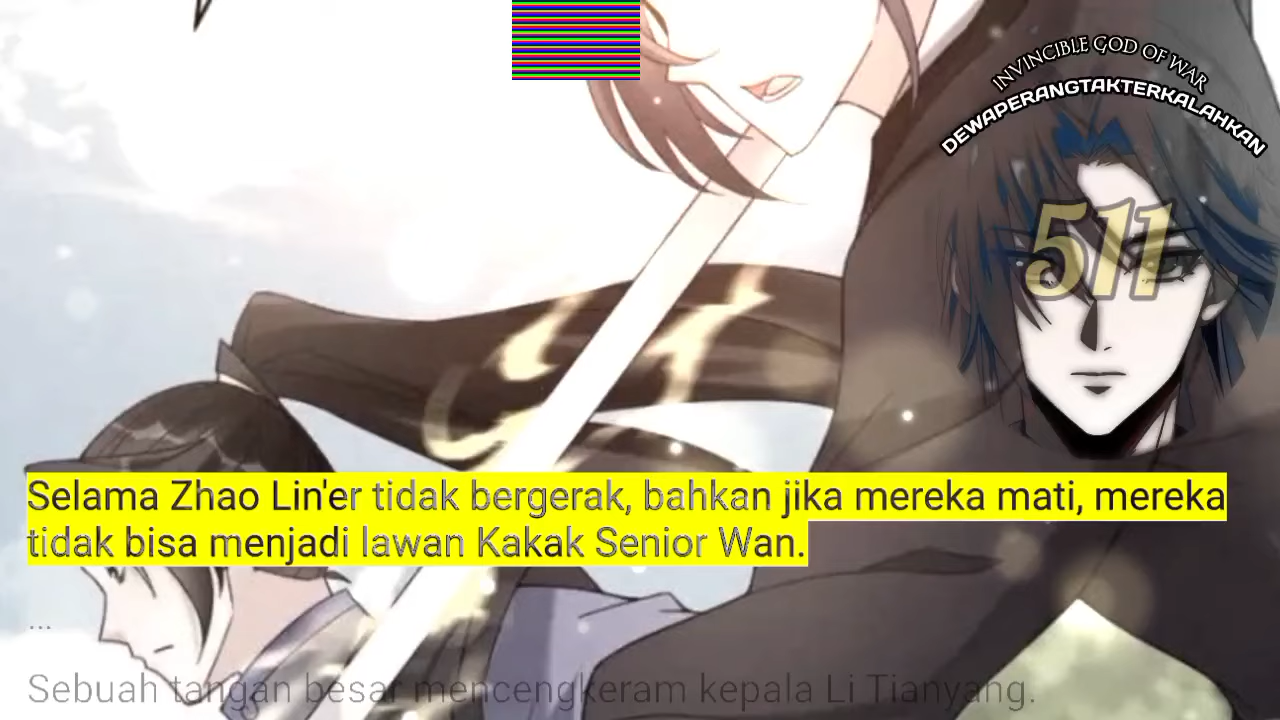 INVINCIBLE GOD OF WAR
DEWAPERANGTAKTERKALAHKAN
511
Selama Zhao Lin'er tidak bergerak, bahkan jika mereka mati, mereka
tidak bisa menjadi lawan Kakak Senior Wan.
...
Sebuah tangan besar mencengkeram kepala Li Tianyang.